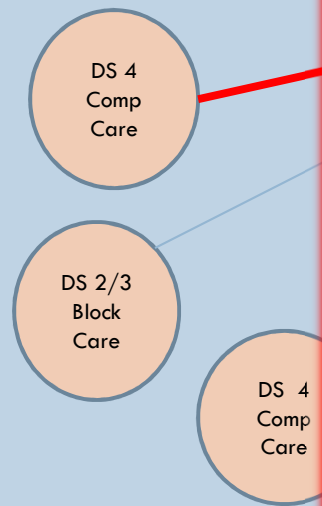 DS 4
Comp
Care
DS 2/3
Block
Care
DS 4
Comp
Care